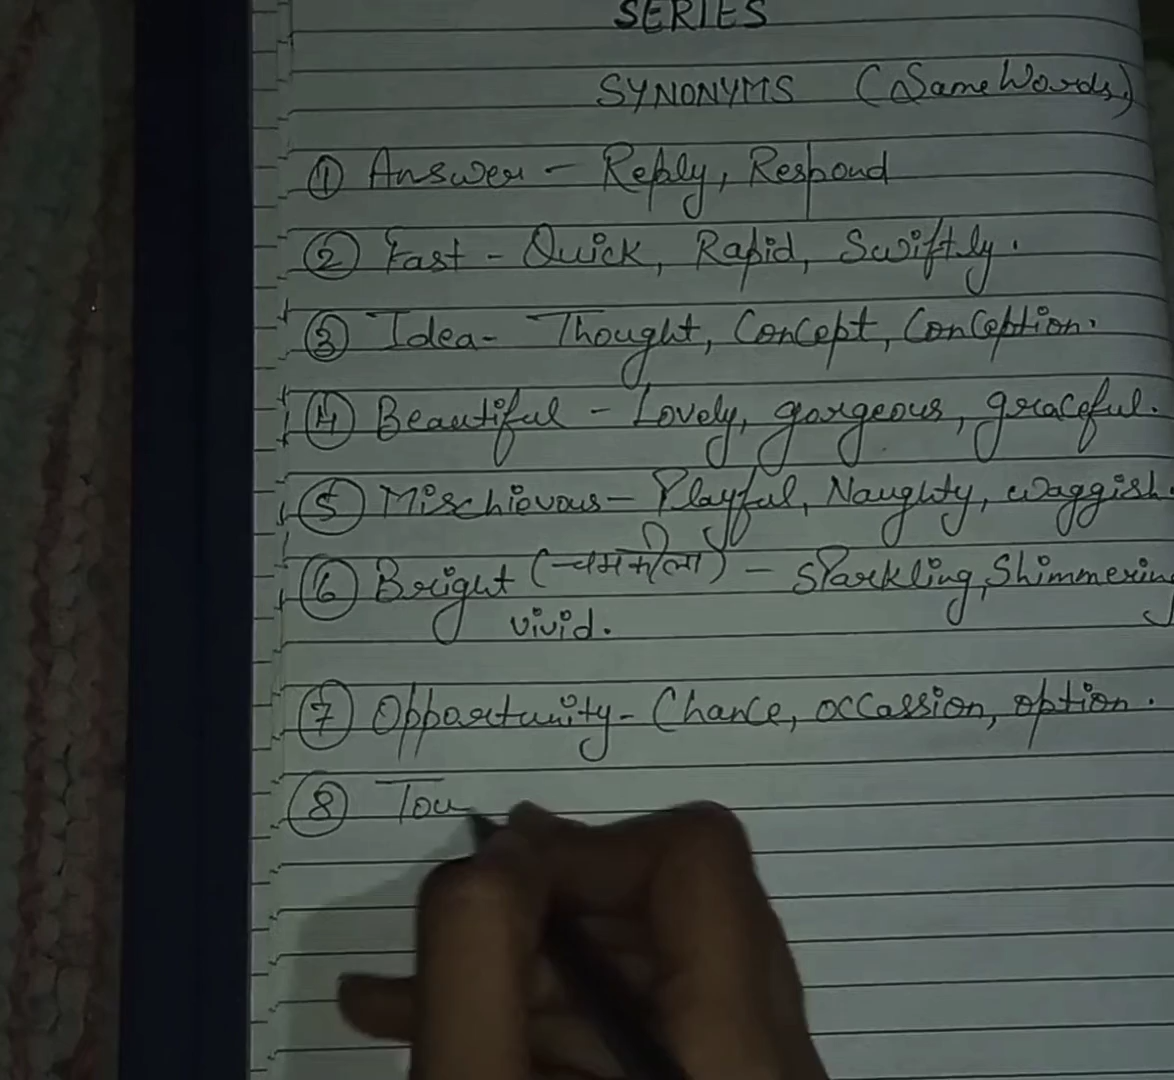 SERIES
SYNONYMS (Same Words)
① Answer - Reply, Respond
② Fast - Quick, Rapid, Swiftly.
③ Idea - Thought, Concept, Conception.
④ Beautiful - Lovely, gorgeous, graceful.
⑤ Mischievous - Playful, Naughty, waggish.
⑥ Bright (चमकीला) - Sparkling, Shimmering
vivid.
⑦ Opportunity - Chance, occassion, option.
⑧ Tou